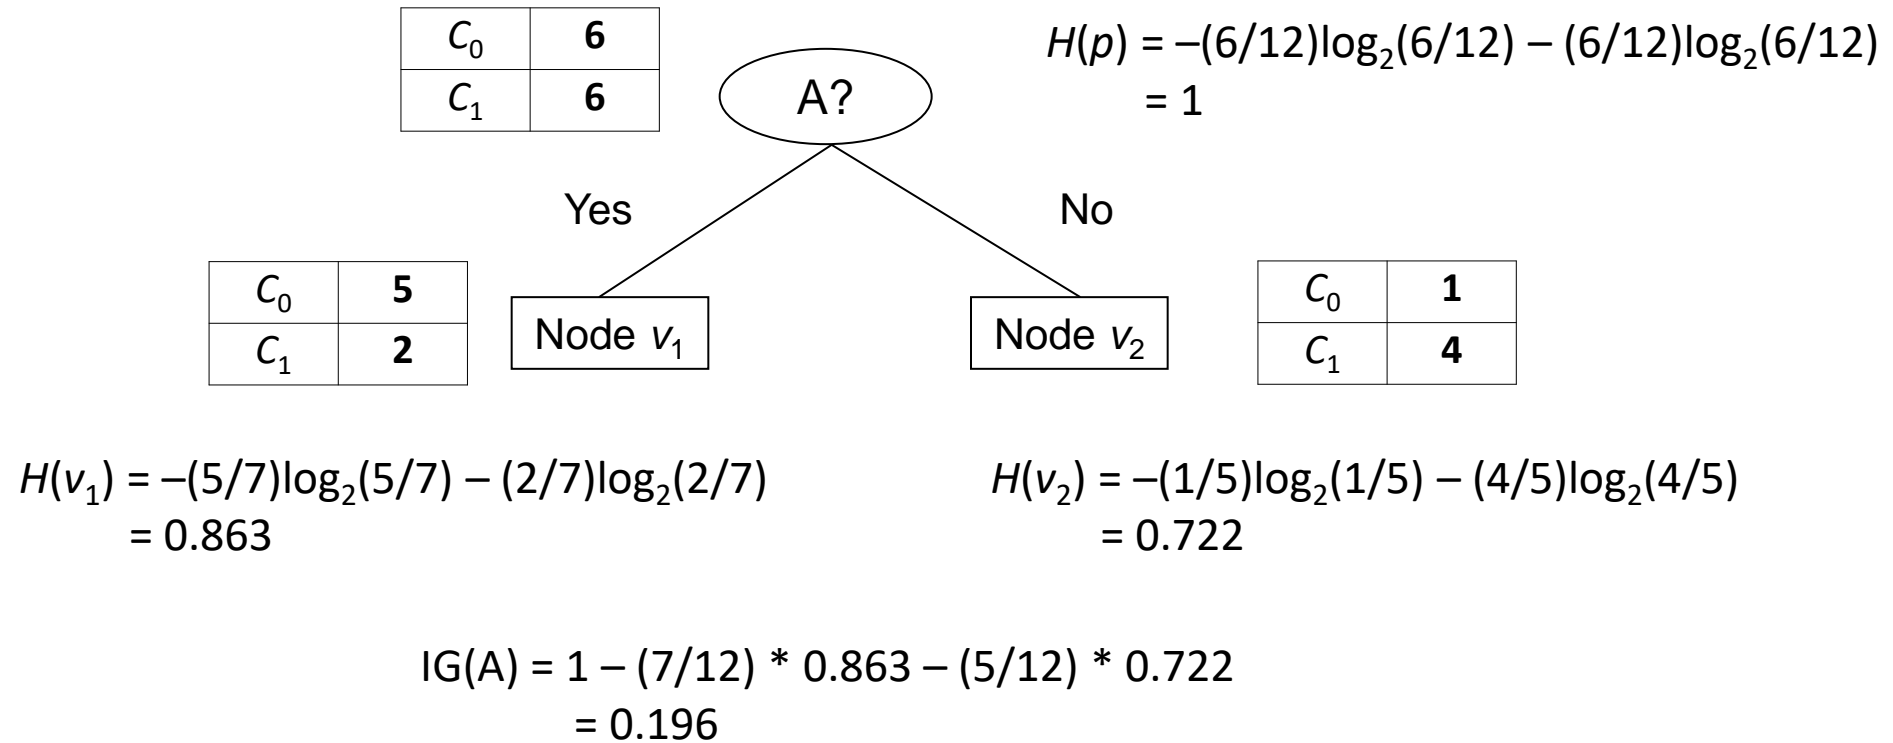 C₀ 6
C₁ 6
A?
H(p) = –(6/12)log₂(6/12) – (6/12)log₂(6/12)
= 1
Yes
No
C₀ 5
C₁ 2
Node v₁
Node v₂
C₀ 1
C₁ 4
H(v₁) = –(5/7)log₂(5/7) – (2/7)log₂(2/7)
= 0.863
H(v₂) = –(1/5)log₂(1/5) – (4/5)log₂(4/5)
= 0.722
IG(A) = 1 – (7/12) * 0.863 – (5/12) * 0.722
= 0.196